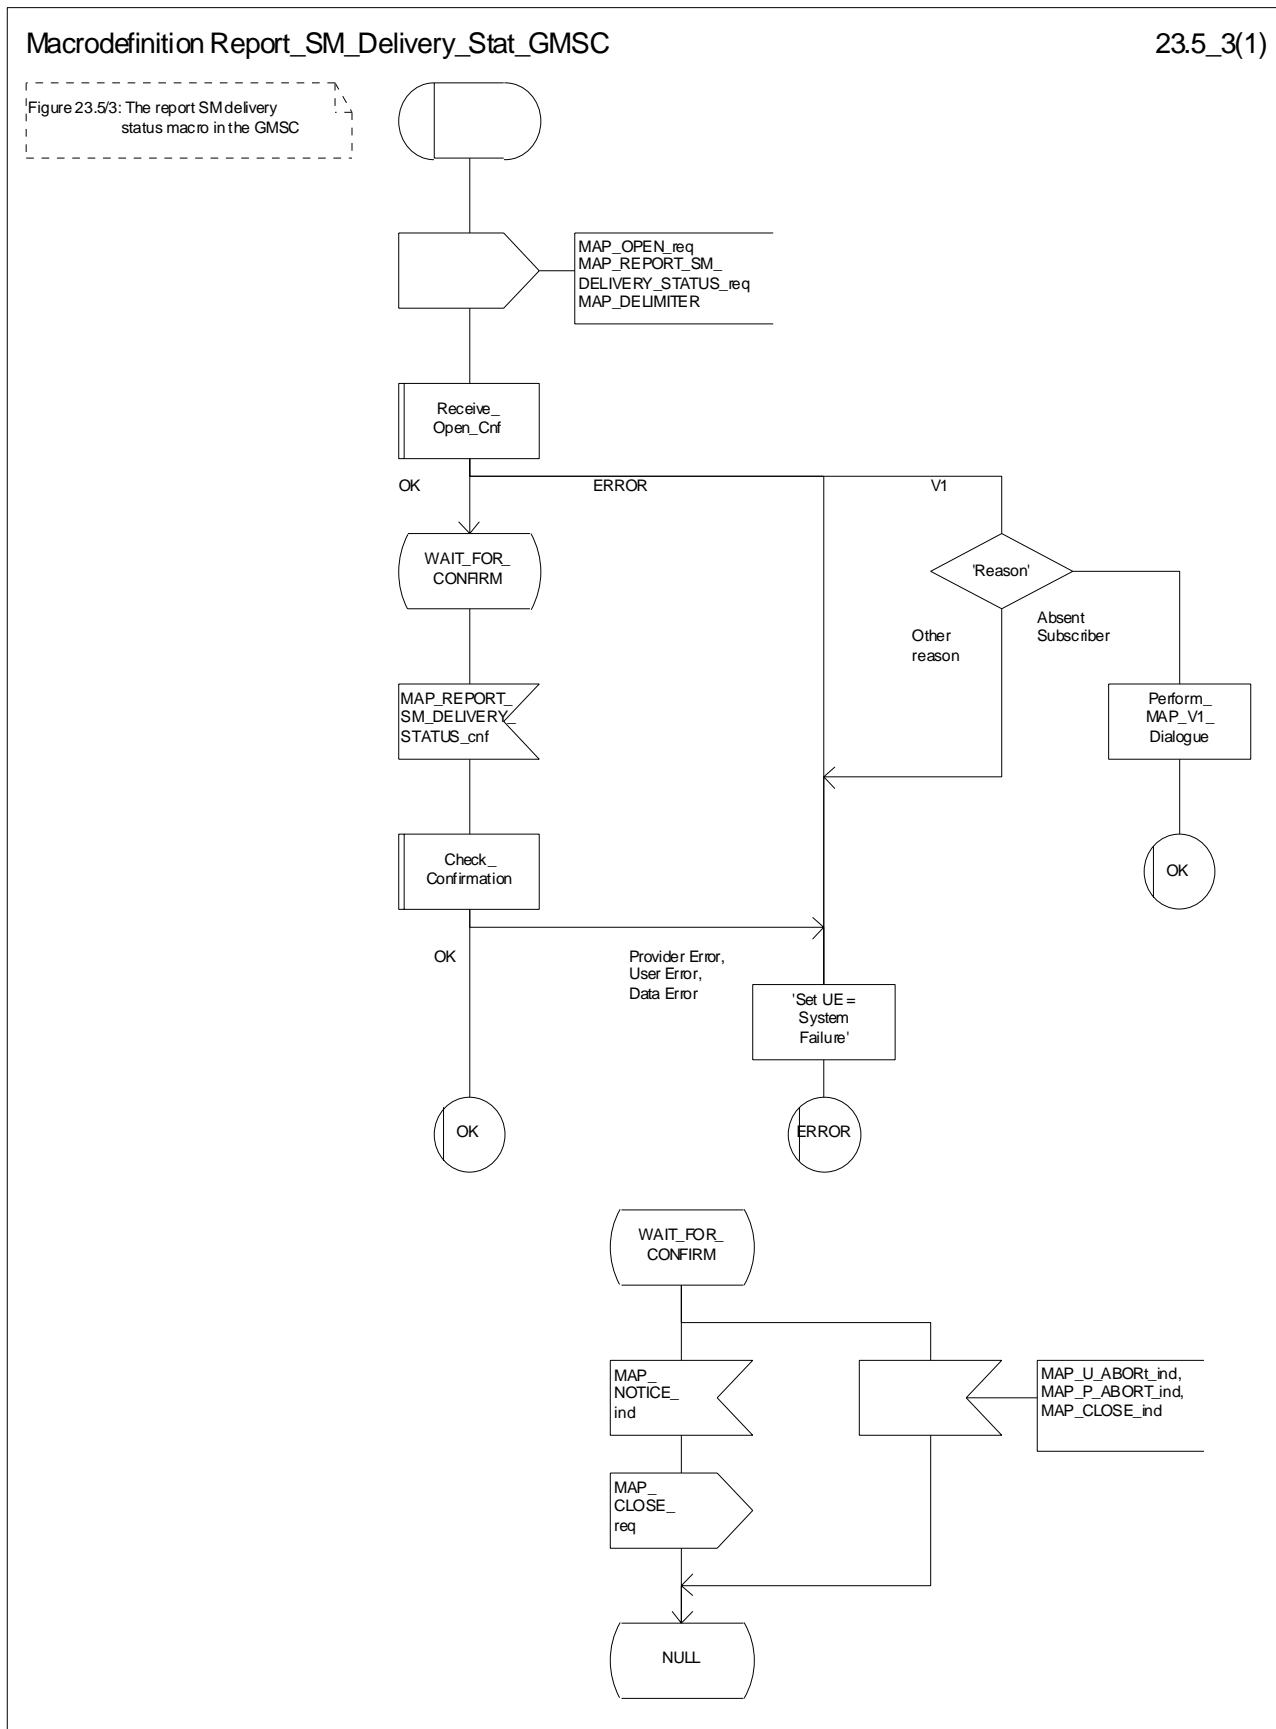 Macrodefinition Report_SM_Delivery_Stat_GMSC
23.5_3(1)
Figure 23.5/3: The report SM delivery
status macro in the GMSC
MAP_OPEN_req
MAP_REPORT_SM_
DELIVERY_STATUS_req
MAP_DELIMITER
Receive_
Open_Cnf
OK
ERROR
V1
WAIT_FOR_
CONFIRM
'Reason'
Other
reason
Absent
Subscriber
MAP_REPORT_
SM_DELIVERY_
STATUS_cnf
Perform_
MAP_V1_
Dialogue
Check_
Confirmation
OK
OK
Provider Error,
User Error,
Data Error
'Set UE =
System
Failure'
OK
ERROR
WAIT_FOR_
CONFIRM
MAP_
NOTICE_
ind
MAP_U_ABORt_ind,
MAP_P_ABORT_ind,
MAP_CLOSE_ind
MAP_
CLOSE_
req
NULL